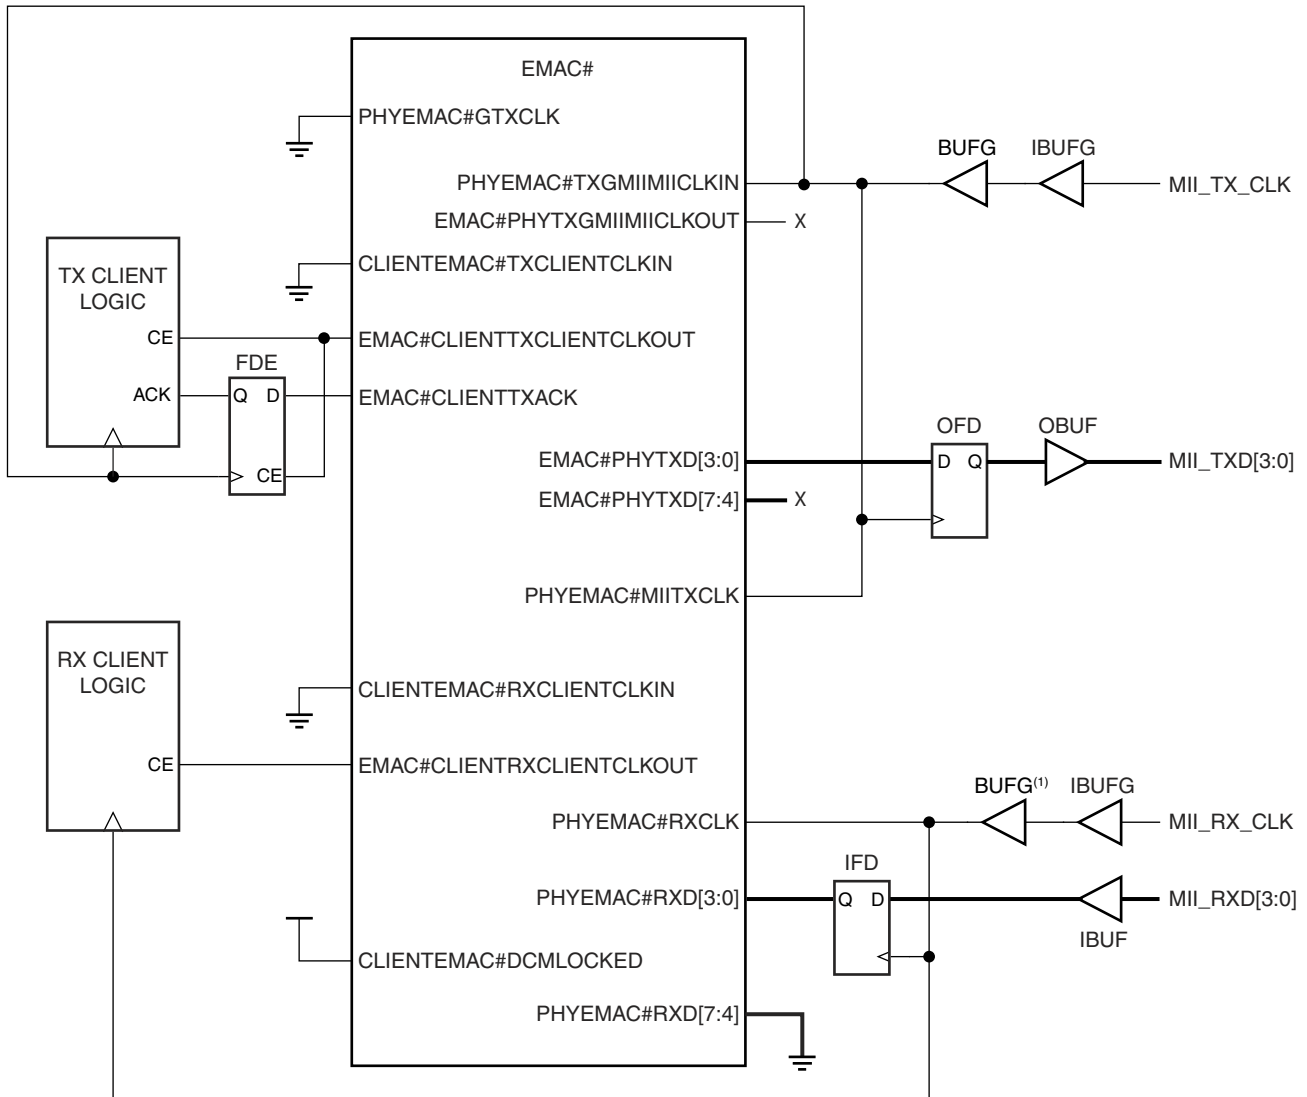 EMAC#
PHYEMAC#GTXCLK
BUFG
IBUFG
PHYEMAC#TXGMIIMIICLKIN
MII_TX_CLK
EMAC#PHYTXGMIIMIICLKOUT
X
TX CLIENT
LOGIC
CLIENTEMAC#TXCLIENTCLKIN
CE
EMAC#CLIENTTXCLIENTCLKOUT
FDE
ACK
Q
D
EMAC#CLIENTTXACK
OFD
OBUF
EMAC#PHYTXD[3:0]
D
Q
MII_TXD[3:0]
CE
EMAC#PHYTXD[7:4]
X
PHYEMAC#MIITXCLK
RX CLIENT
LOGIC
CLIENTEMAC#RXCLIENTCLKIN
CE
EMAC#CLIENTRXCLIENTCLKOUT
BUFG(1)
IBUFG
PHYEMAC#RXCLK
MII_RX_CLK
IFD
PHYEMAC#RXD[3:0]
Q
D
MII_RXD[3:0]
IBUF
CLIENTEMAC#DCMLOCKED
PHYEMAC#RXD[7:4]